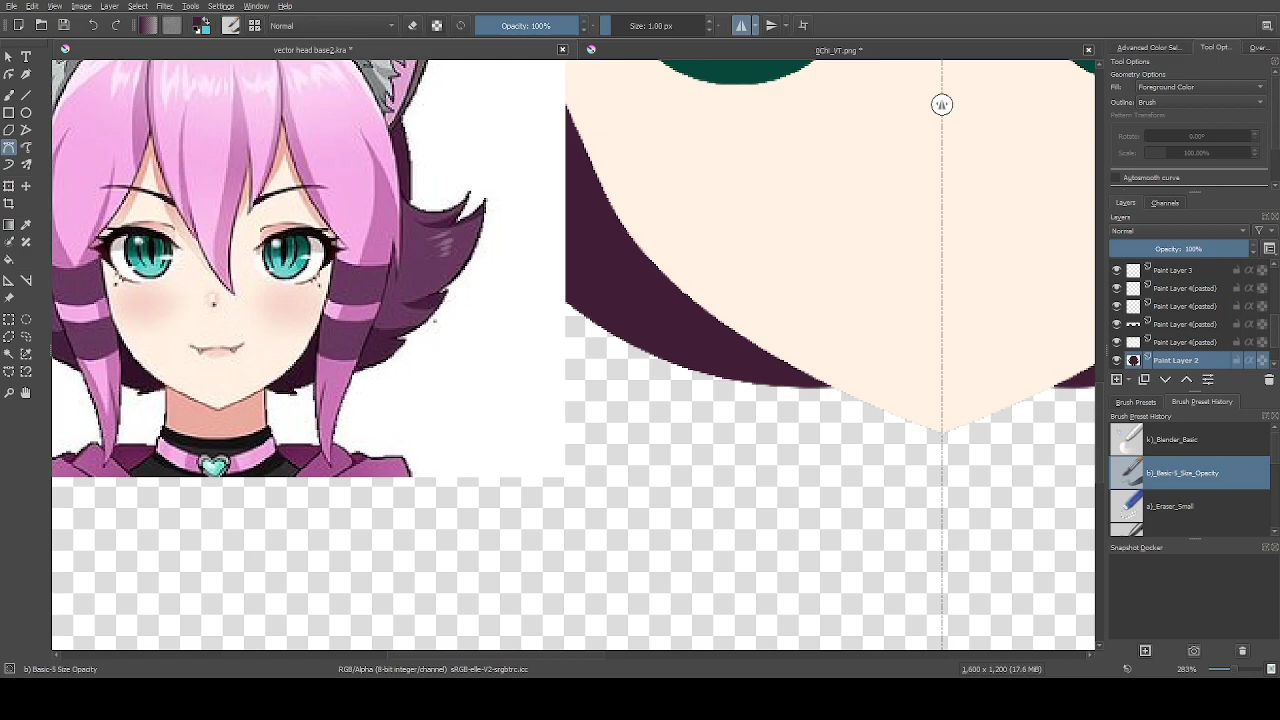 File Edit View Image Layer Select Filter Tools Settings Window Help
Normal Opacity: 100% Size: 1.00 px
vector head base2.kra * 0Chi_VT.png *
Advanced Color Sel... Tool Opt... Over...
Tool Options
Geometry Options
Fill: Foreground Color
Outline: Brush
Pattern Transform
Rotate: 0.00°
Scale: 100.00%
Autosmooth curve
Layers Channels
Layers
Normal
Opacity: 100%
Paint Layer 3
Paint Layer 4(pasted)
Paint Layer 4(pasted)
Paint Layer 4(pasted)
Paint Layer 4(pasted)
Paint Layer 2
Brush Presets Brush Preset History
Brush Preset History
k)_Blender_Basic
b)_Basic-5_Size_Opacity
a)_Eraser_Small
Snapshot Docker
b) Basic-5 Size Opacity RGB/Alpha (8-bit integer/channel) sRGB-elle-V2-srgbtrc.icc 1,600 x 1,200 (17.6 MiB) 283%